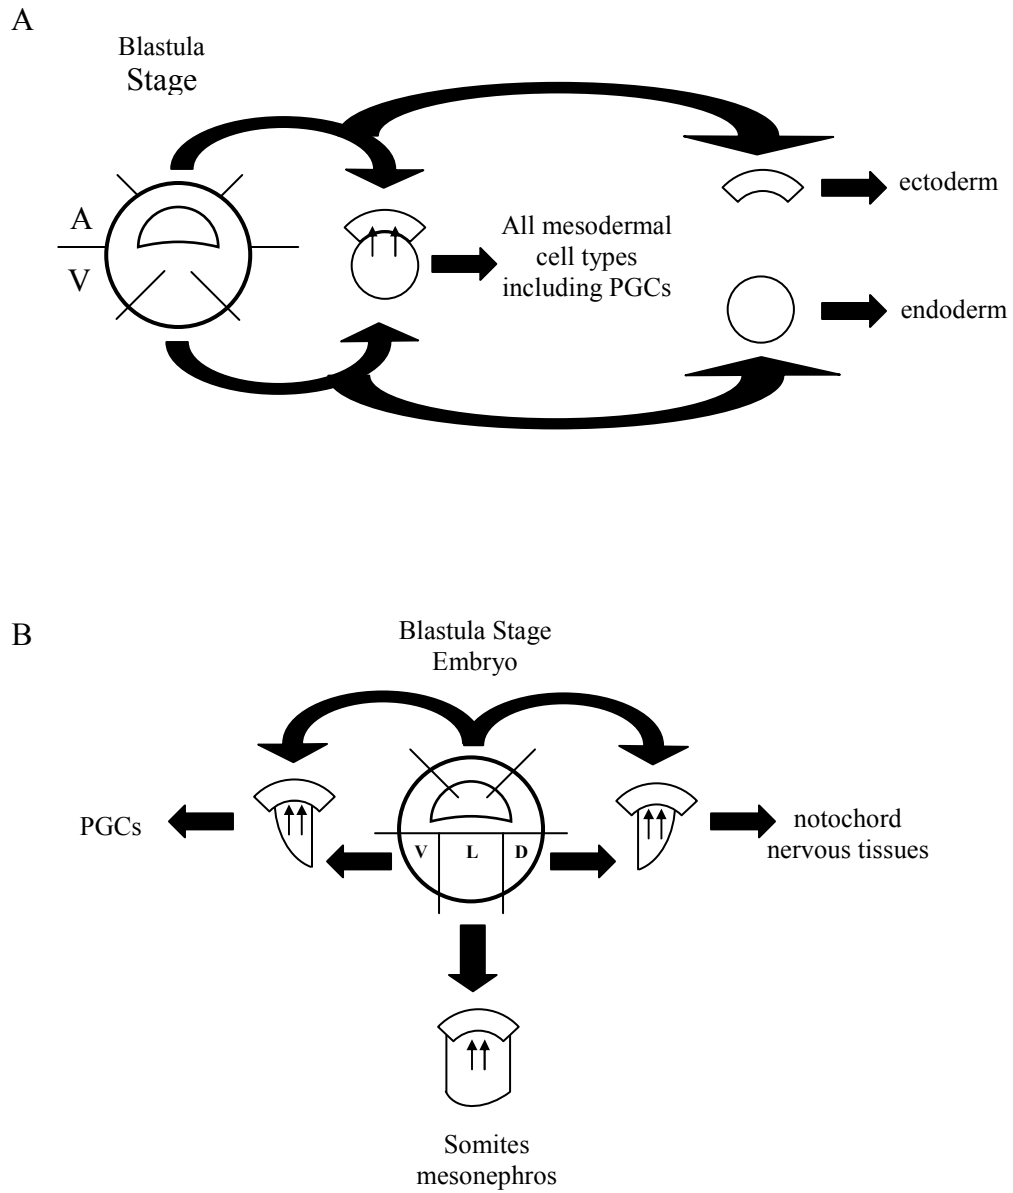 A
Blastula
Stage
A
V
All mesodermal
cell types
including PGCs
ectoderm
endoderm
B
Blastula Stage
Embryo
PGCs
V L D
notochord
nervous tissues
Somites
mesonephros